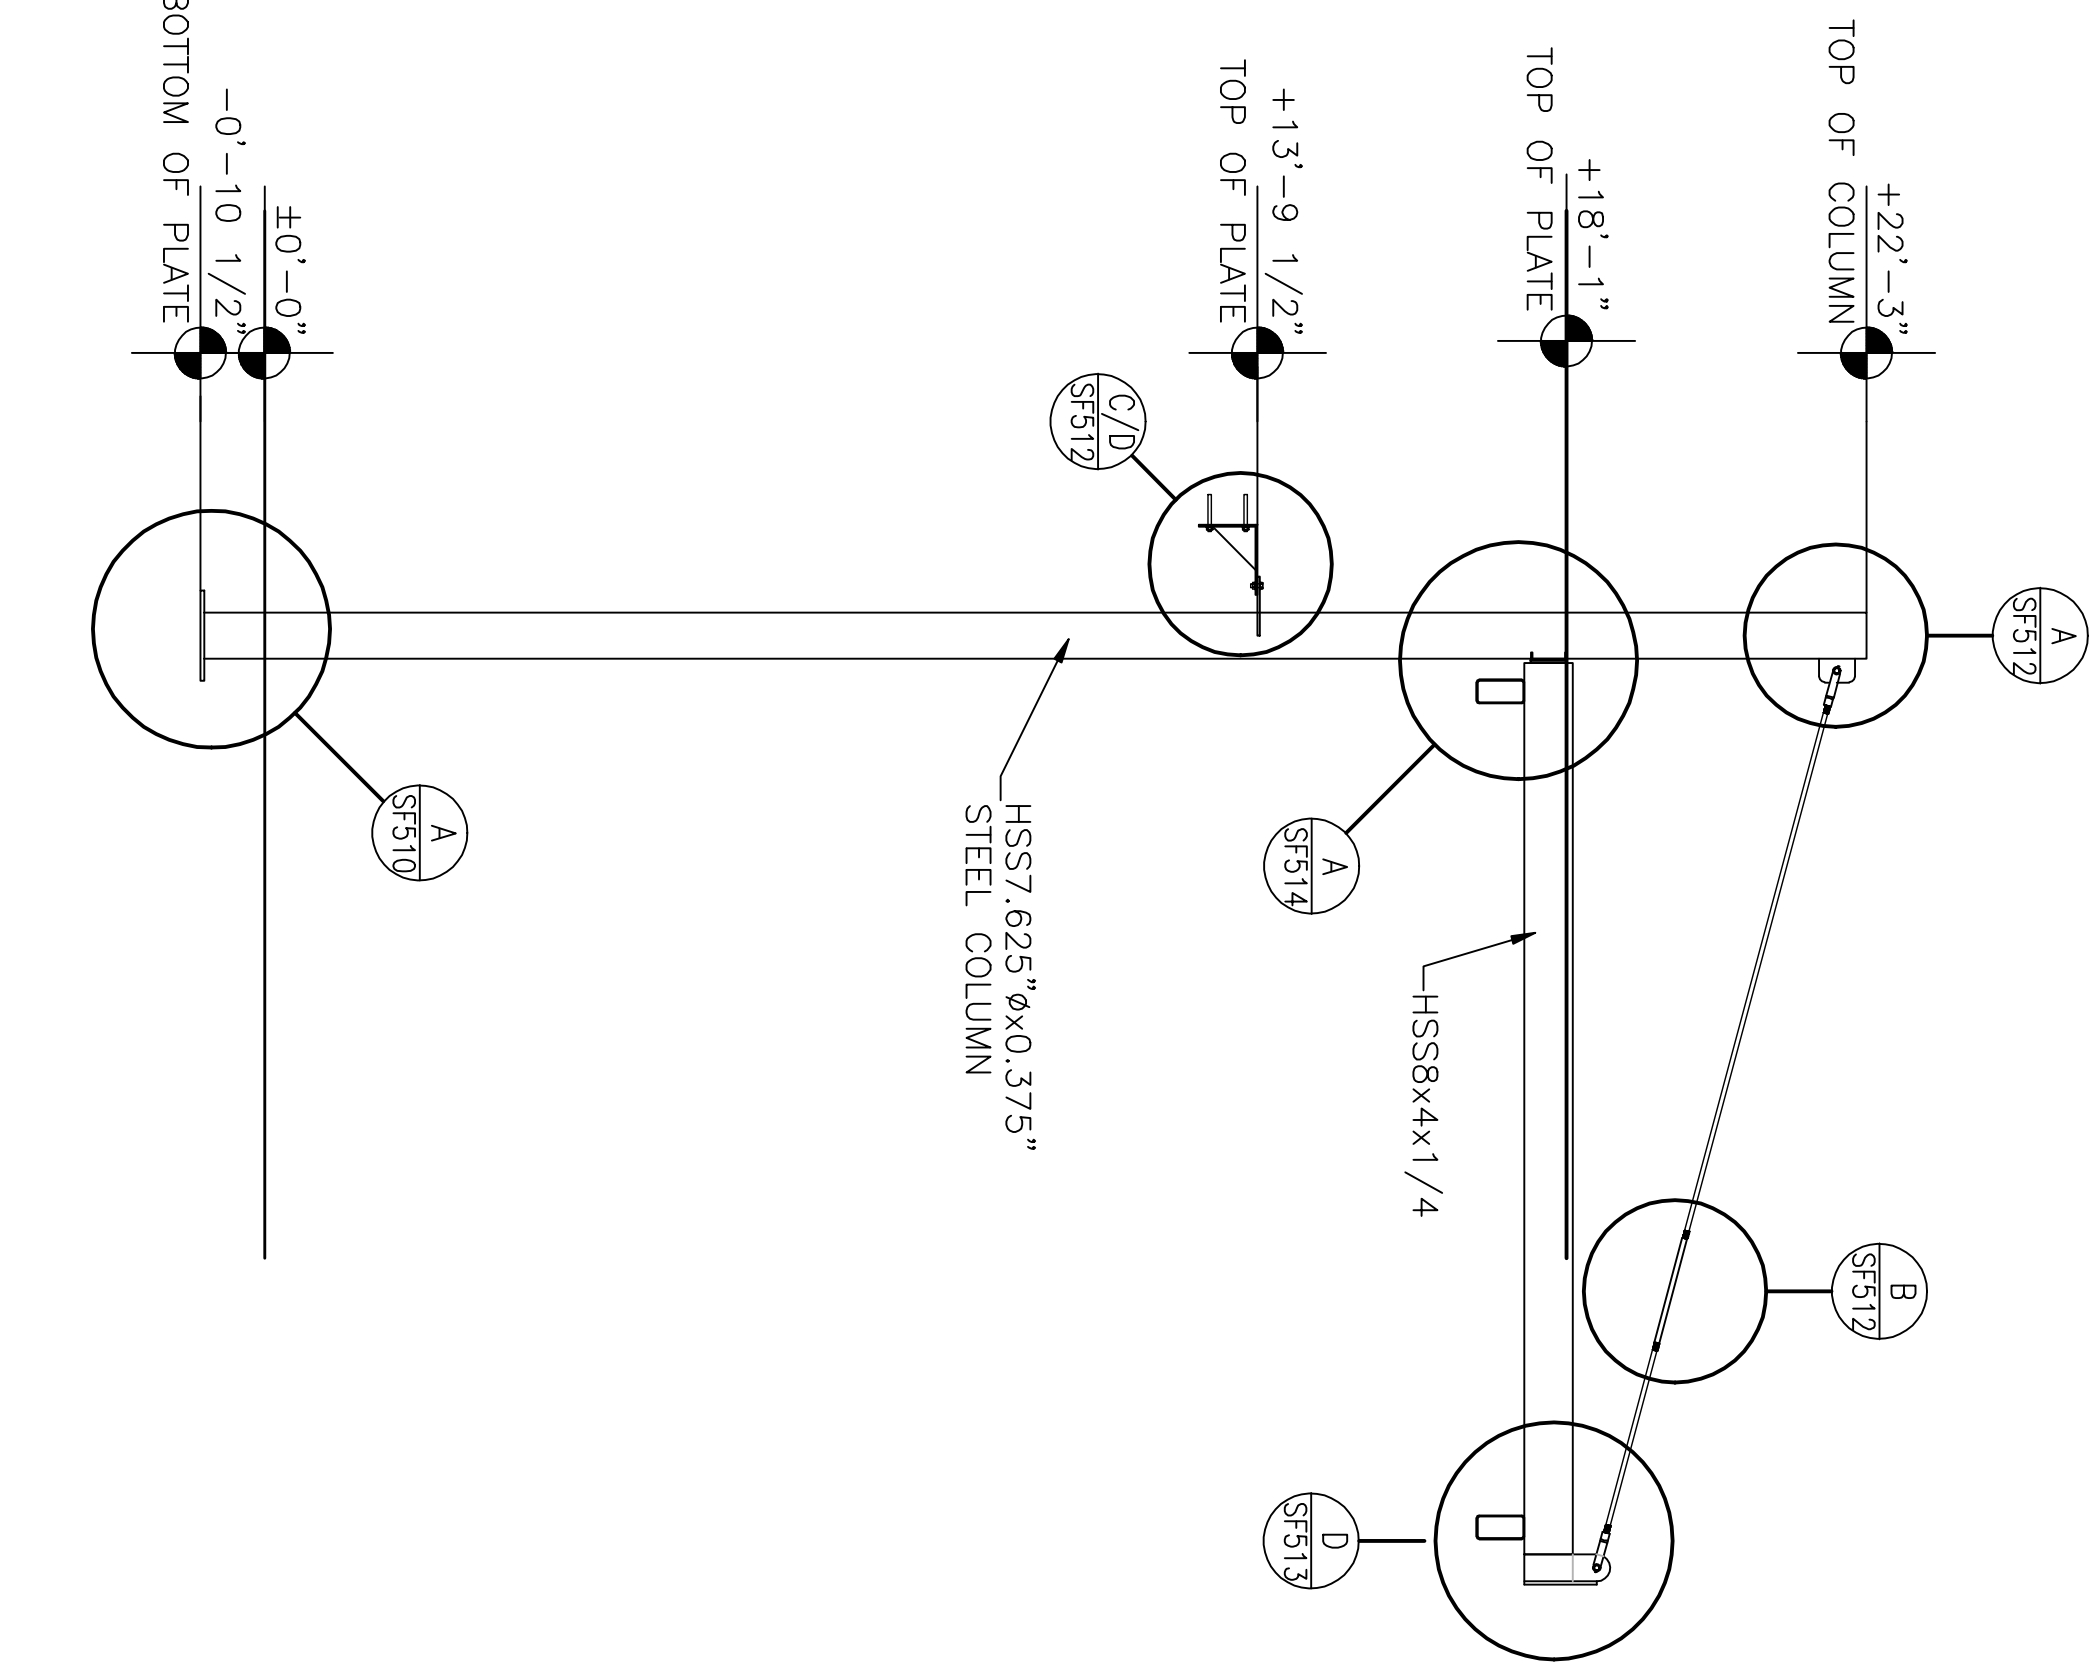 A
SF512
+22'-3"
TOP OF COLUMN
B
SF512
+18'-1"
TOP OF PLATE
HSS8x4x1/4
A
SF514
D
SF513
+13'-9 1/2"
TOP OF PLATE
C/D
SF512
HSS7.625"øx0.375"
STEEL COLUMN
A
SF510
±0'-0"
-0'-10 1/2"
BOTTOM OF PLATE